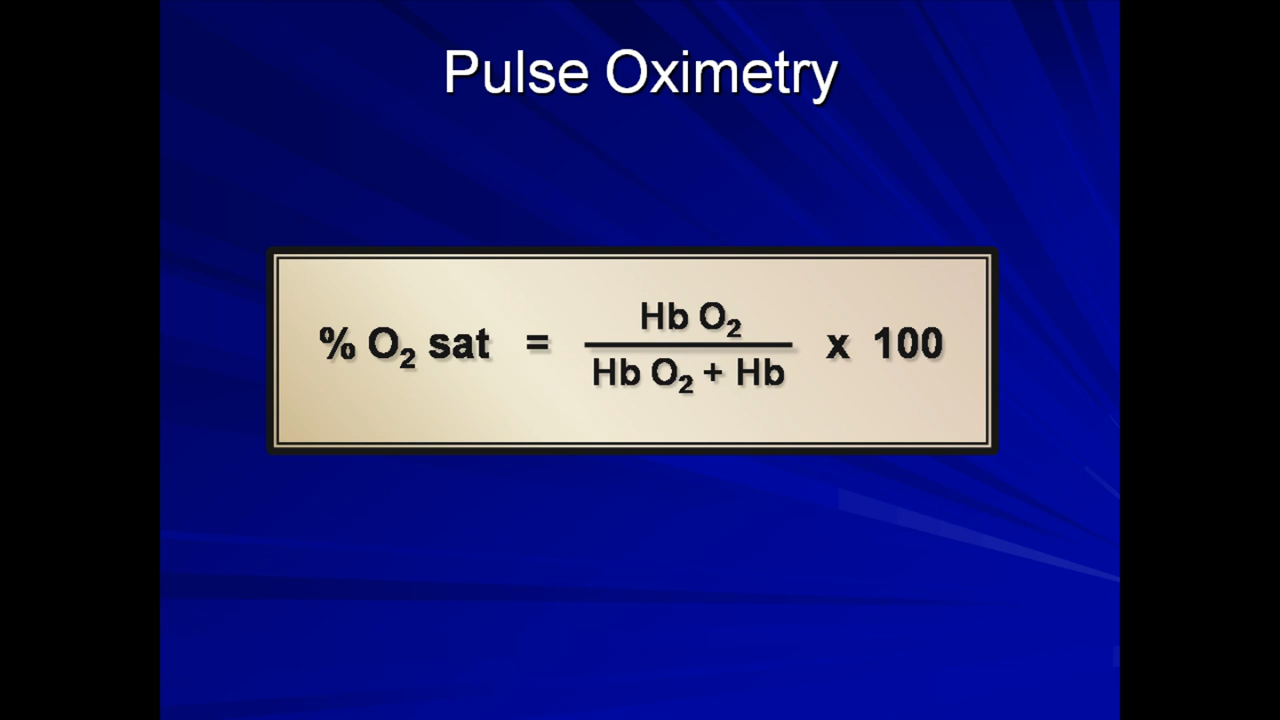 Pulse Oximetry
Hb O₂
% O₂ sat = ――― x 100
Hb O₂ + Hb